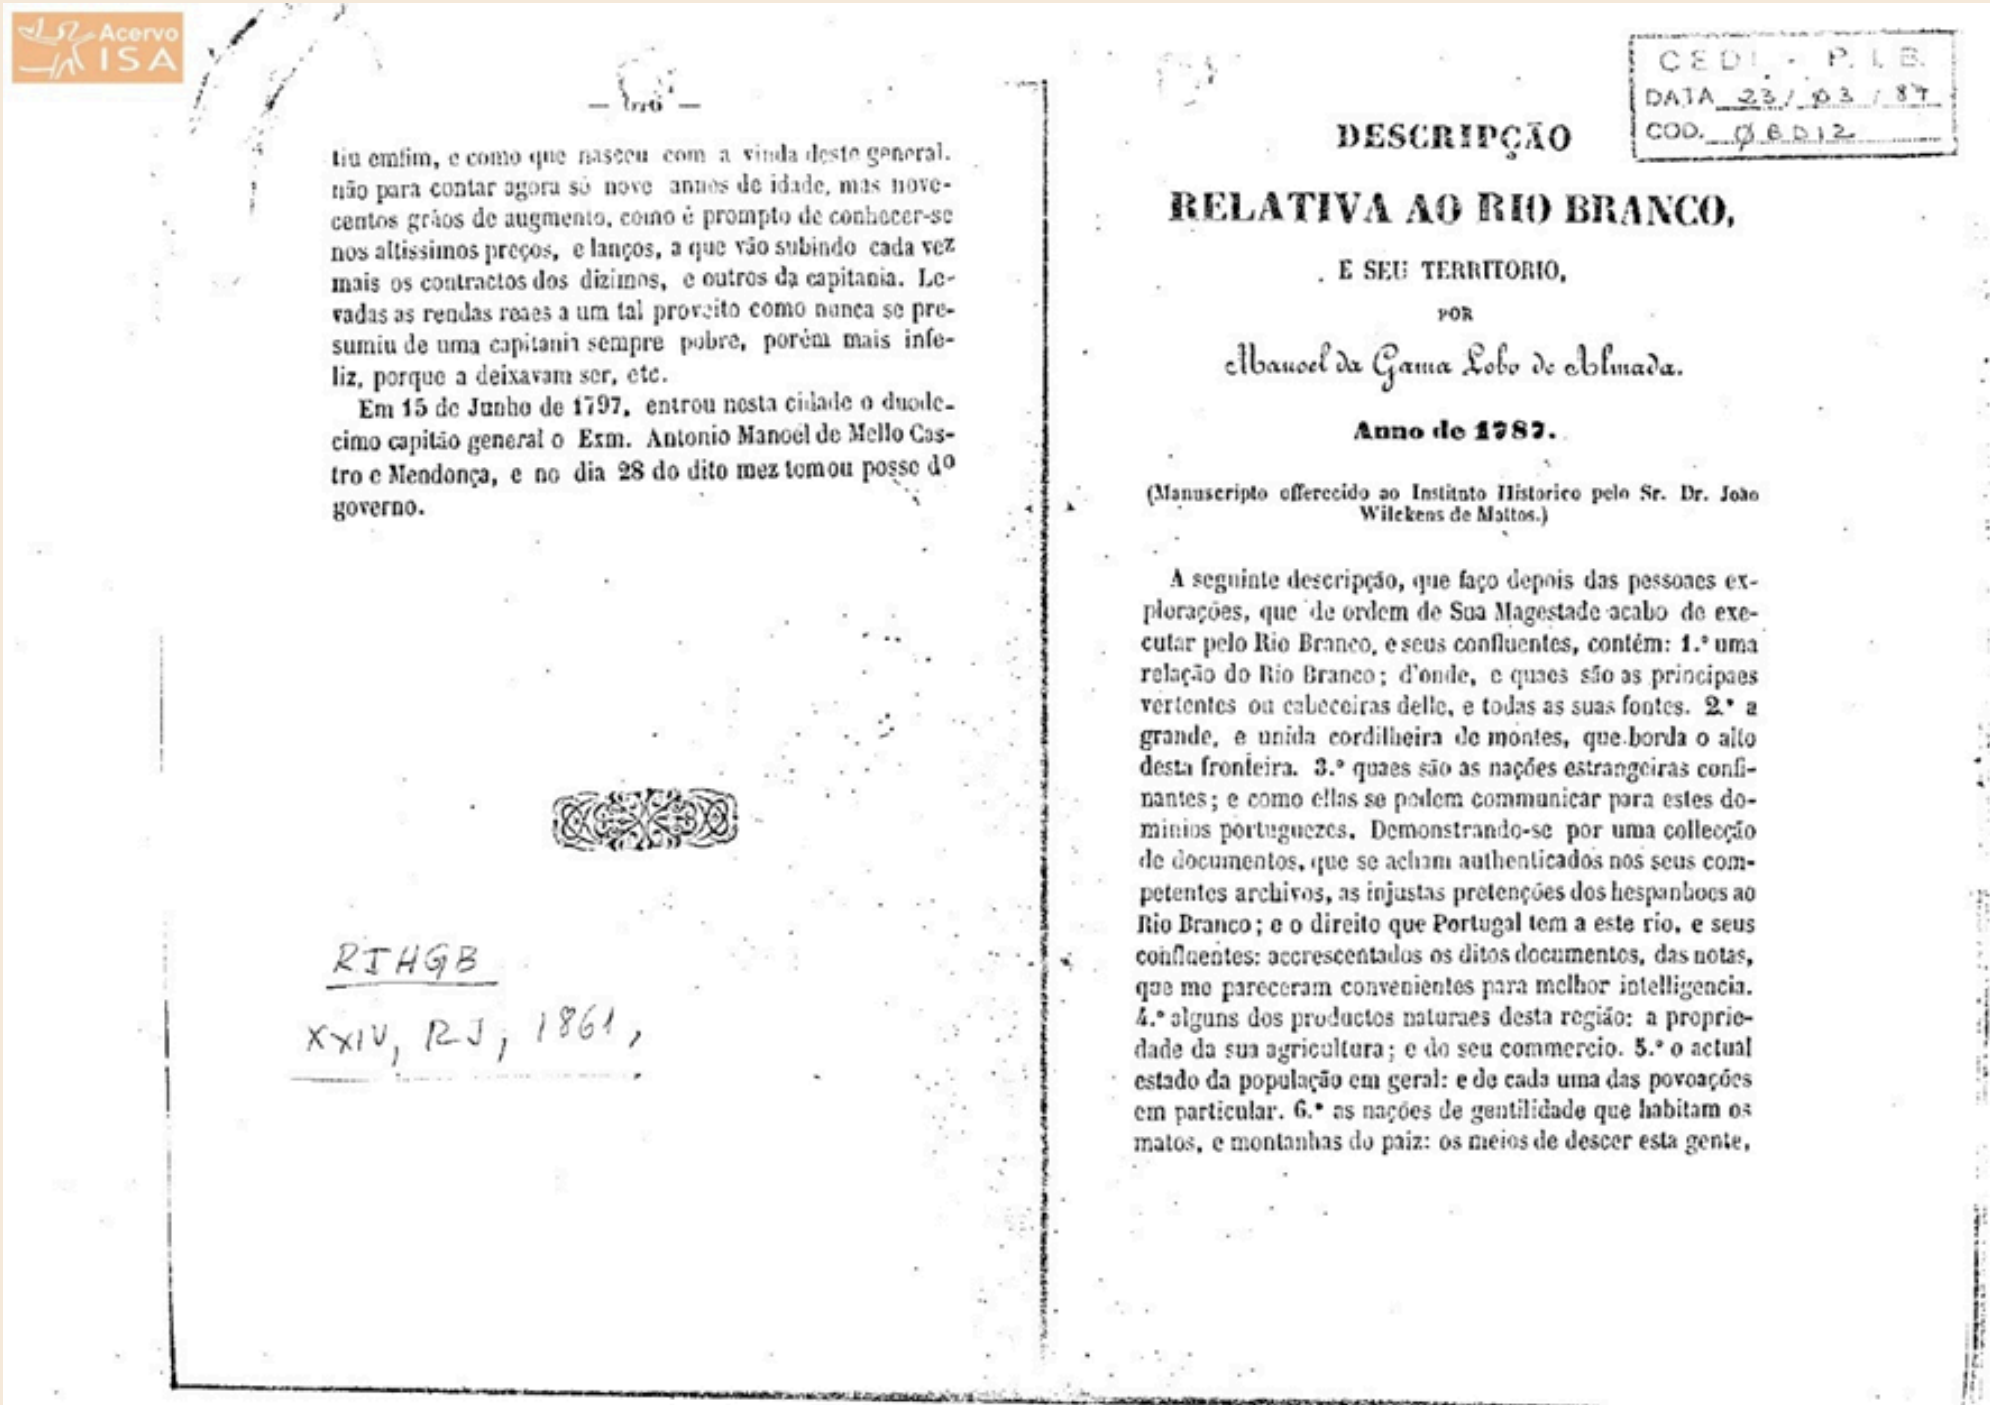 Acervo
ISA
tiu emfim, e como que nasceu com a vinda deste general.
não para contar agora só nove annos de idade, mas nove-
centos gráos de augmento, como é prompto de conhecer-se
nos altissimos preços, e lanços, a que vão subindo cada vez
mais os contractos dos dizimos, e outros da capitania. Le-
vadas as rendas reaes a um tal proveito como nunca se pre-
sumiu de uma capitania sempre pobre, porém mais infe-
liz, porque a deixavam ser, etc.
Em 15 de Junho de 1797, entrou nesta cidade o duode-
cimo capitão general o Exm. Antonio Manoel de Mello Cas-
tro e Mendonça, e no dia 28 do dito mez tomou posse do
governo.
RIHGB
XXIV, RJ, 1861,
CEDI - P.I.B.
DATA 23/03/87
COD. ØBD12
DESCRIPÇÃO
RELATIVA AO RIO BRANCO,
E SEU TERRITORIO,
POR
Manoel da Gama Lobo de Almada.
Anno de 1787.
(Manuscripto offerecido ao Instituto Historico pelo Sr. Dr. João
Wilckens de Mattos.)
A seguinte descripção, que faço depois das pessoaes ex-
plorações, que de ordem de Sua Magestade acabo de exe-
cutar pelo Rio Branco, e seus confluentes, contém: 1.º uma
relação do Rio Branco; d'onde, e quaes são as principaes
vertentes ou cabeceiras delle, e todas as suas fontes. 2.º a
grande, e unida cordilheira de montes, que borda o alto
desta fronteira. 3.º quaes são as nações estrangeiras confi-
nantes; e como ellas se podem communicar para estes do-
minios portuguezes. Demonstrando-se por uma collecção
de documentos, que se acham authenticados nos seus com-
petentes archivos, as injustas pretenções dos hespanhoes ao
Rio Branco; e o direito que Portugal tem a este rio, e seus
confluentes: accrescentados os ditos documentos, das notas,
que me pareceram convenientes para melhor intelligencia.
4.º alguns dos productos naturaes desta região: a proprie-
dade da sua agricultura; e do seu commercio. 5.º o actual
estado da população em geral: e de cada uma das povoações
em particular. 6.º as nações de gentilidade que habitam os
matos, e montanhas do paiz: os meios de descer esta gente,